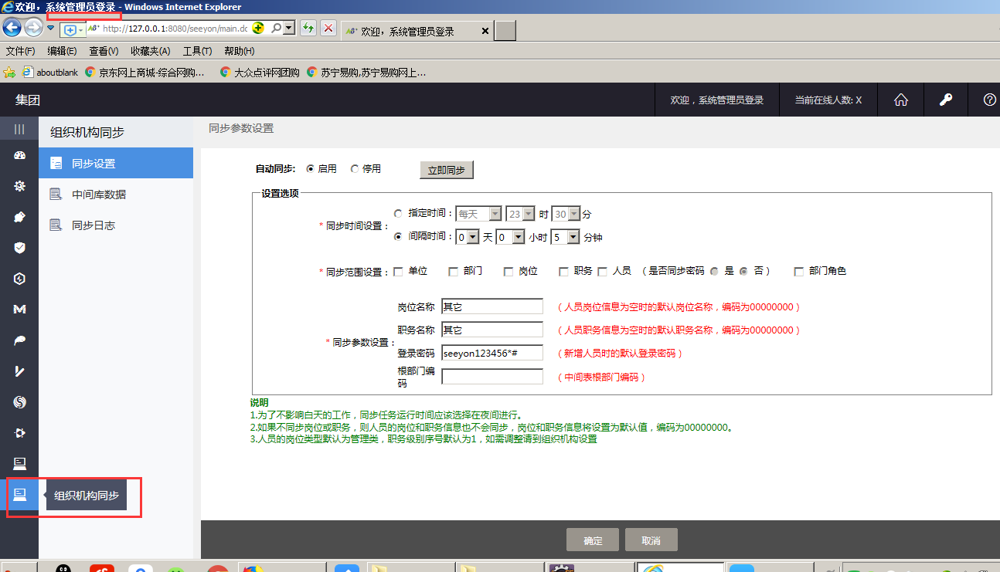 欢迎，系统管理员登录 - Windows Internet Explorer
http://127.0.0.1:8080/seeyon/main.dc
欢迎，系统管理员登录
文件(F) 编辑(E) 查看(V) 收藏夹(A) 工具(T) 帮助(H)
aboutblank 京东网上商城-综合网购... 大众点评网团购 苏宁易购,苏宁易购网上...
集团 欢迎，系统管理员登录 当前在线人数: X
组织机构同步 同步参数设置
同步设置
中间库数据
同步日志
组织机构同步
自动同步: 启用 停用 立即同步
设置选项
* 同步时间设置：
指定时间： 每天 23 时 30 分
间隔时间： 0 天 0 小时 5 分钟
* 同步范围设置： 单位 部门 岗位 职务 人员 （是否同步密码 是 否） 部门角色
* 同步参数设置：
岗位名称 其它 （人员岗位信息为空时的默认岗位名称，编码为00000000）
职务名称 其它 （人员职务信息为空时的默认职务名称，编码为00000000）
登录密码 seeyon123456*# （新增人员时的默认登录密码）
根部门编
码 （中间表根部门编码）
说明
1.为了不影响白天的工作，同步任务运行时间应该选择在夜间进行。
2.如果不同步岗位或职务，则人员的岗位和职务信息也不会同步，岗位和职务信息将设置为默认值，编码为00000000。
3.人员的岗位类型默认为管理类，职务级别序号默认为1，如需调整请到组织机构设置
确定 取消